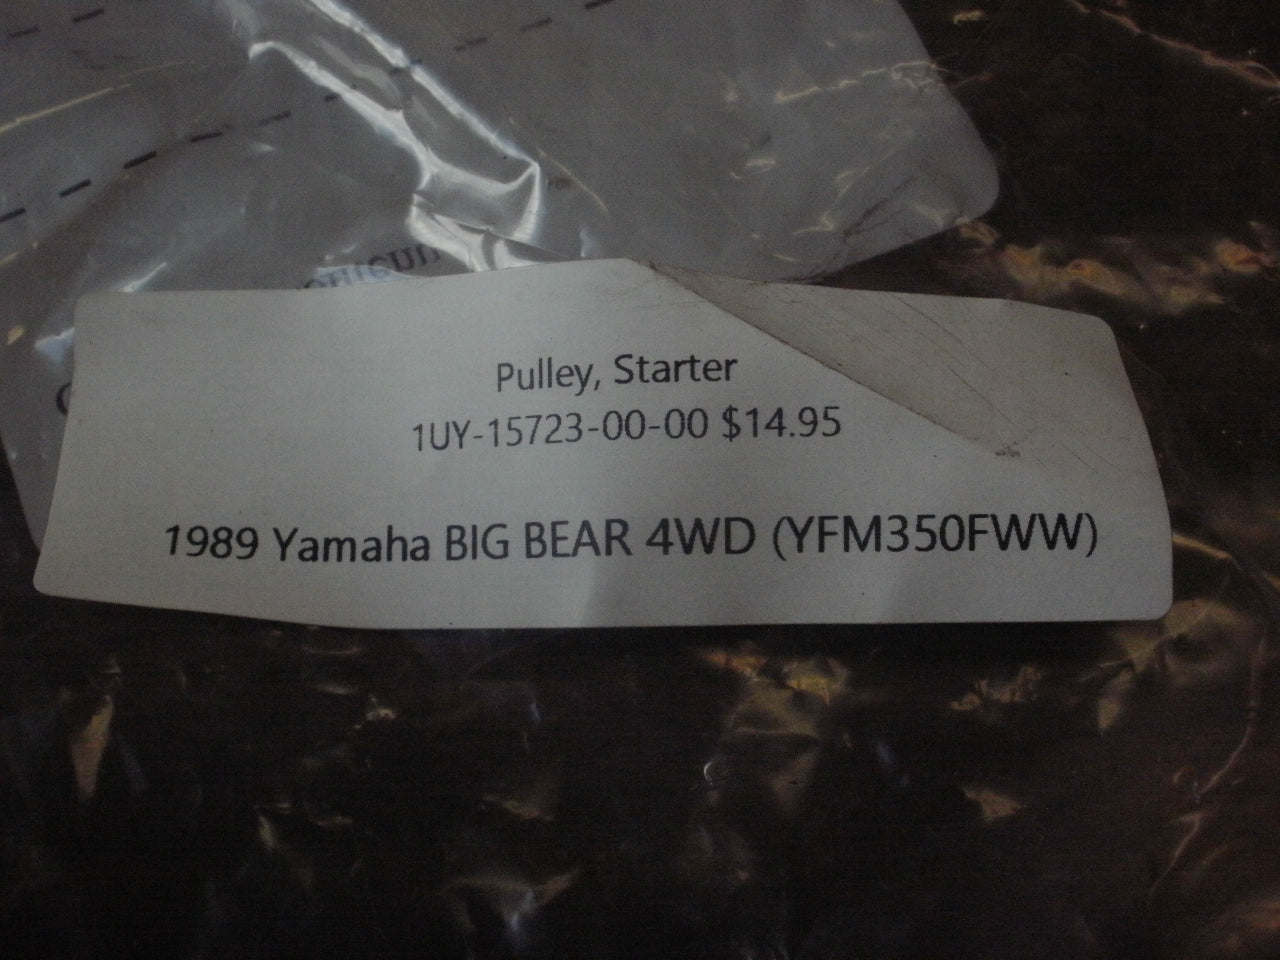 Pulley, Starter
1UY-15723-00-00 $14.95
1989 Yamaha BIG BEAR 4WD (YFM350FWW)